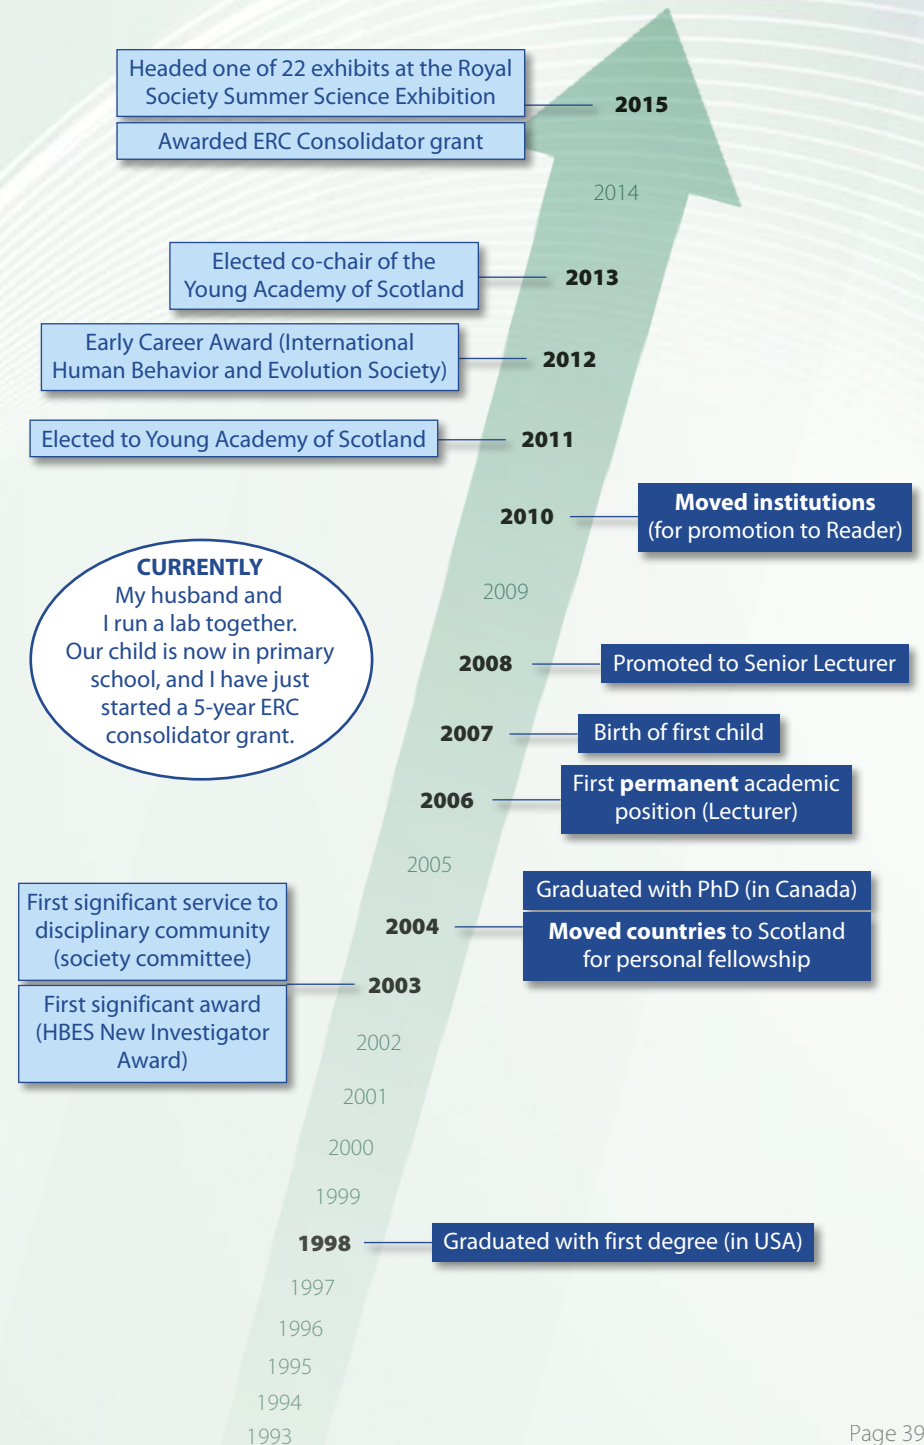 Headed one of 22 exhibits at the Royal
Society Summer Science Exhibition
2015
Awarded ERC Consolidator grant
2014
Elected co-chair of the
Young Academy of Scotland
2013
Early Career Award (International
Human Behavior and Evolution Society)
2012
Elected to Young Academy of Scotland
2011
2010
Moved institutions
(for promotion to Reader)
CURRENTLY
My husband and
I run a lab together.
Our child is now in primary
school, and I have just
started a 5-year ERC
consolidator grant.
2009
2008
Promoted to Senior Lecturer
2007
Birth of first child
2006
First permanent academic
position (Lecturer)
2005
Graduated with PhD (in Canada)
2004
Moved countries to Scotland
for personal fellowship
First significant service to
disciplinary community
(society committee)
2003
First significant award
(HBES New Investigator
Award)
2002
2001
2000
1999
1998
Graduated with first degree (in USA)
1997
1996
1995
1994
1993
Page 39